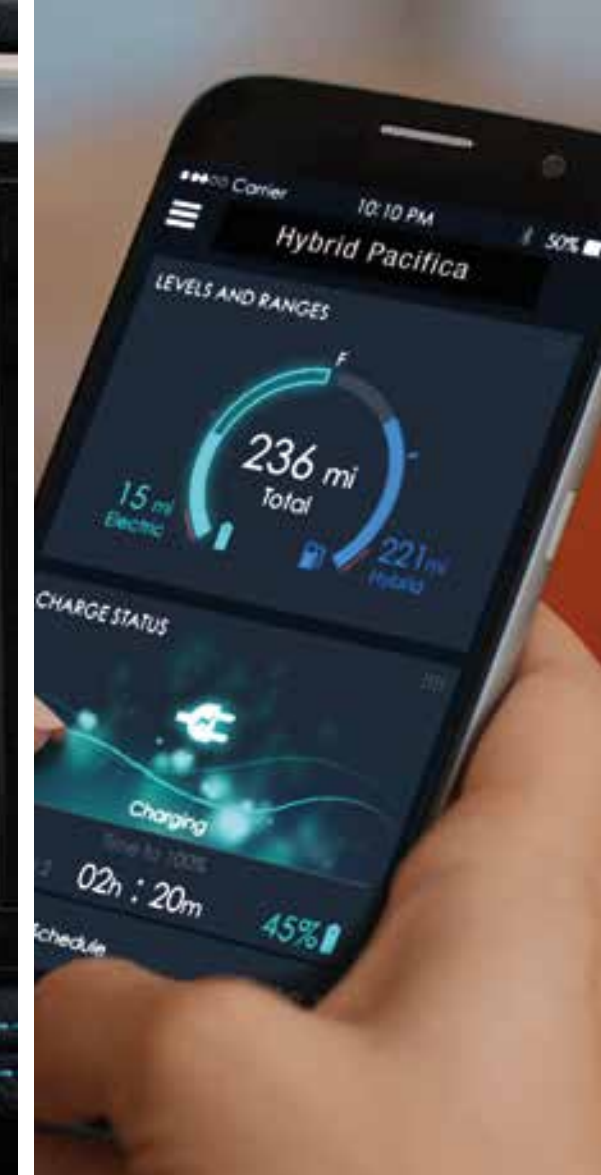 Carrier 10:10 PM 50%
Hybrid Pacifica
LEVELS AND RANGES
F
236 mi
Total
15 mi
Electric
221 mi
Hybrid
CHARGE STATUS
Charging
Time to 100%
02h : 20m
45%
Schedule